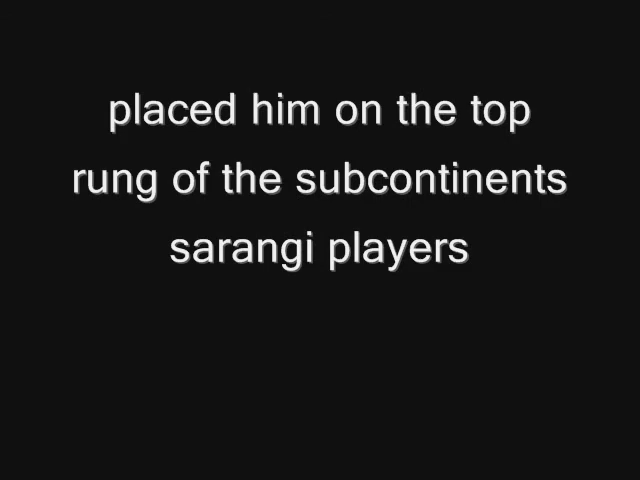 placed him on the top
rung of the subcontinents
sarangi players